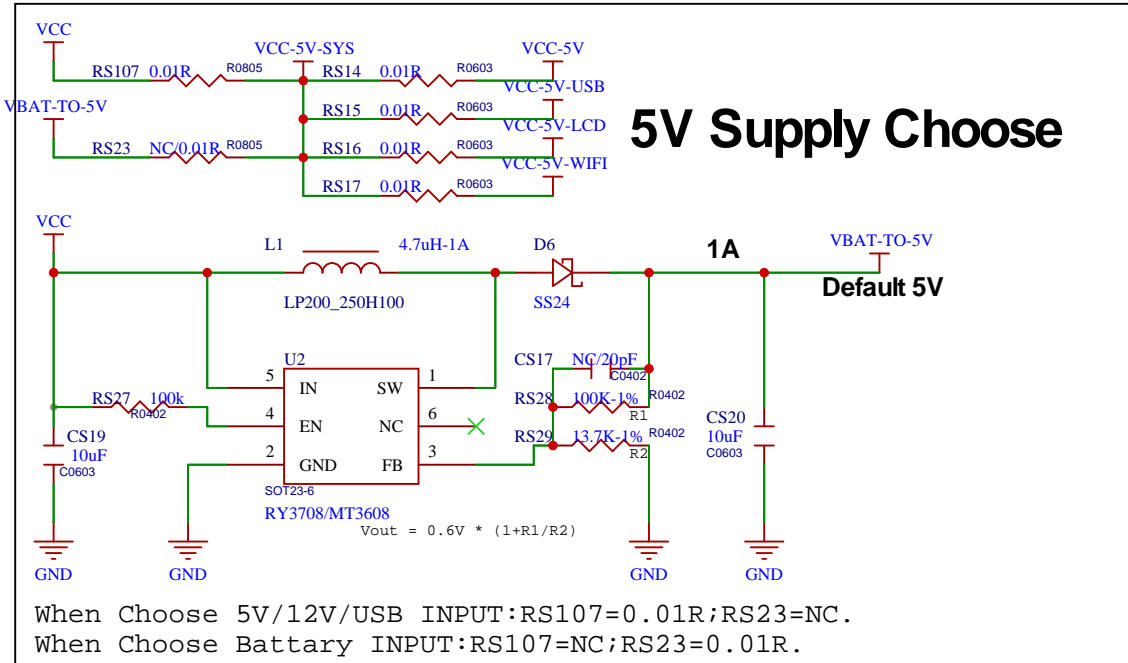 VCC
VCC-5V-SYS
VCC-5V
RS107 0.01R R0805
RS14 0.01R R0603
VCC-5V-USB
VBAT-TO-5V
RS15 0.01R R0603
VCC-5V-LCD
5V Supply Choose
RS23 NC/0.01R R0805
RS16 0.01R R0603
VCC-5V-WIFI
RS17 0.01R R0603
VCC
L1 4.7uH-1A
D6
1A
VBAT-TO-5V
LP200_250H100
SS24
Default 5V
U2
CS17 NC/20pF
C0402
5 IN SW 1
RS27 100k
R0402
RS28 100K-1% R0402
R1
4 EN NC 6
RS29 13.7K-1% R0402
R2
CS20
10uF
C0603
CS19
10uF
C0603
2 GND FB 3
SOT23-6
RY3708/MT3608
Vout = 0.6V * (1+R1/R2)
GND GND GND GND
When Choose 5V/12V/USB INPUT:RS107=0.01R;RS23=NC.
When Choose Battary INPUT:RS107=NC;RS23=0.01R.